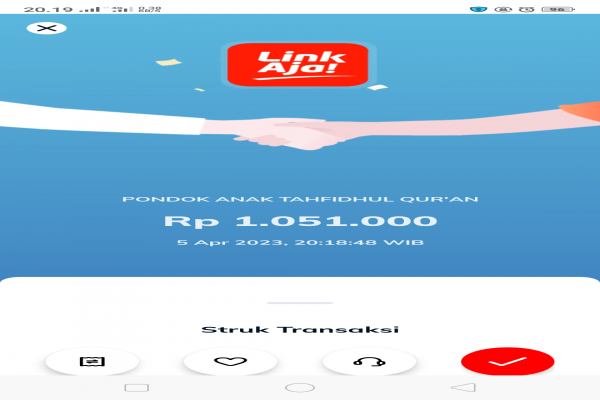 20.19
Link
Aja!
PONDOK ANAK TAHFIDHUL QUR'AN
Rp 1.051.000
5 Apr 2023, 20:18:48 WIB
Struk Transaksi